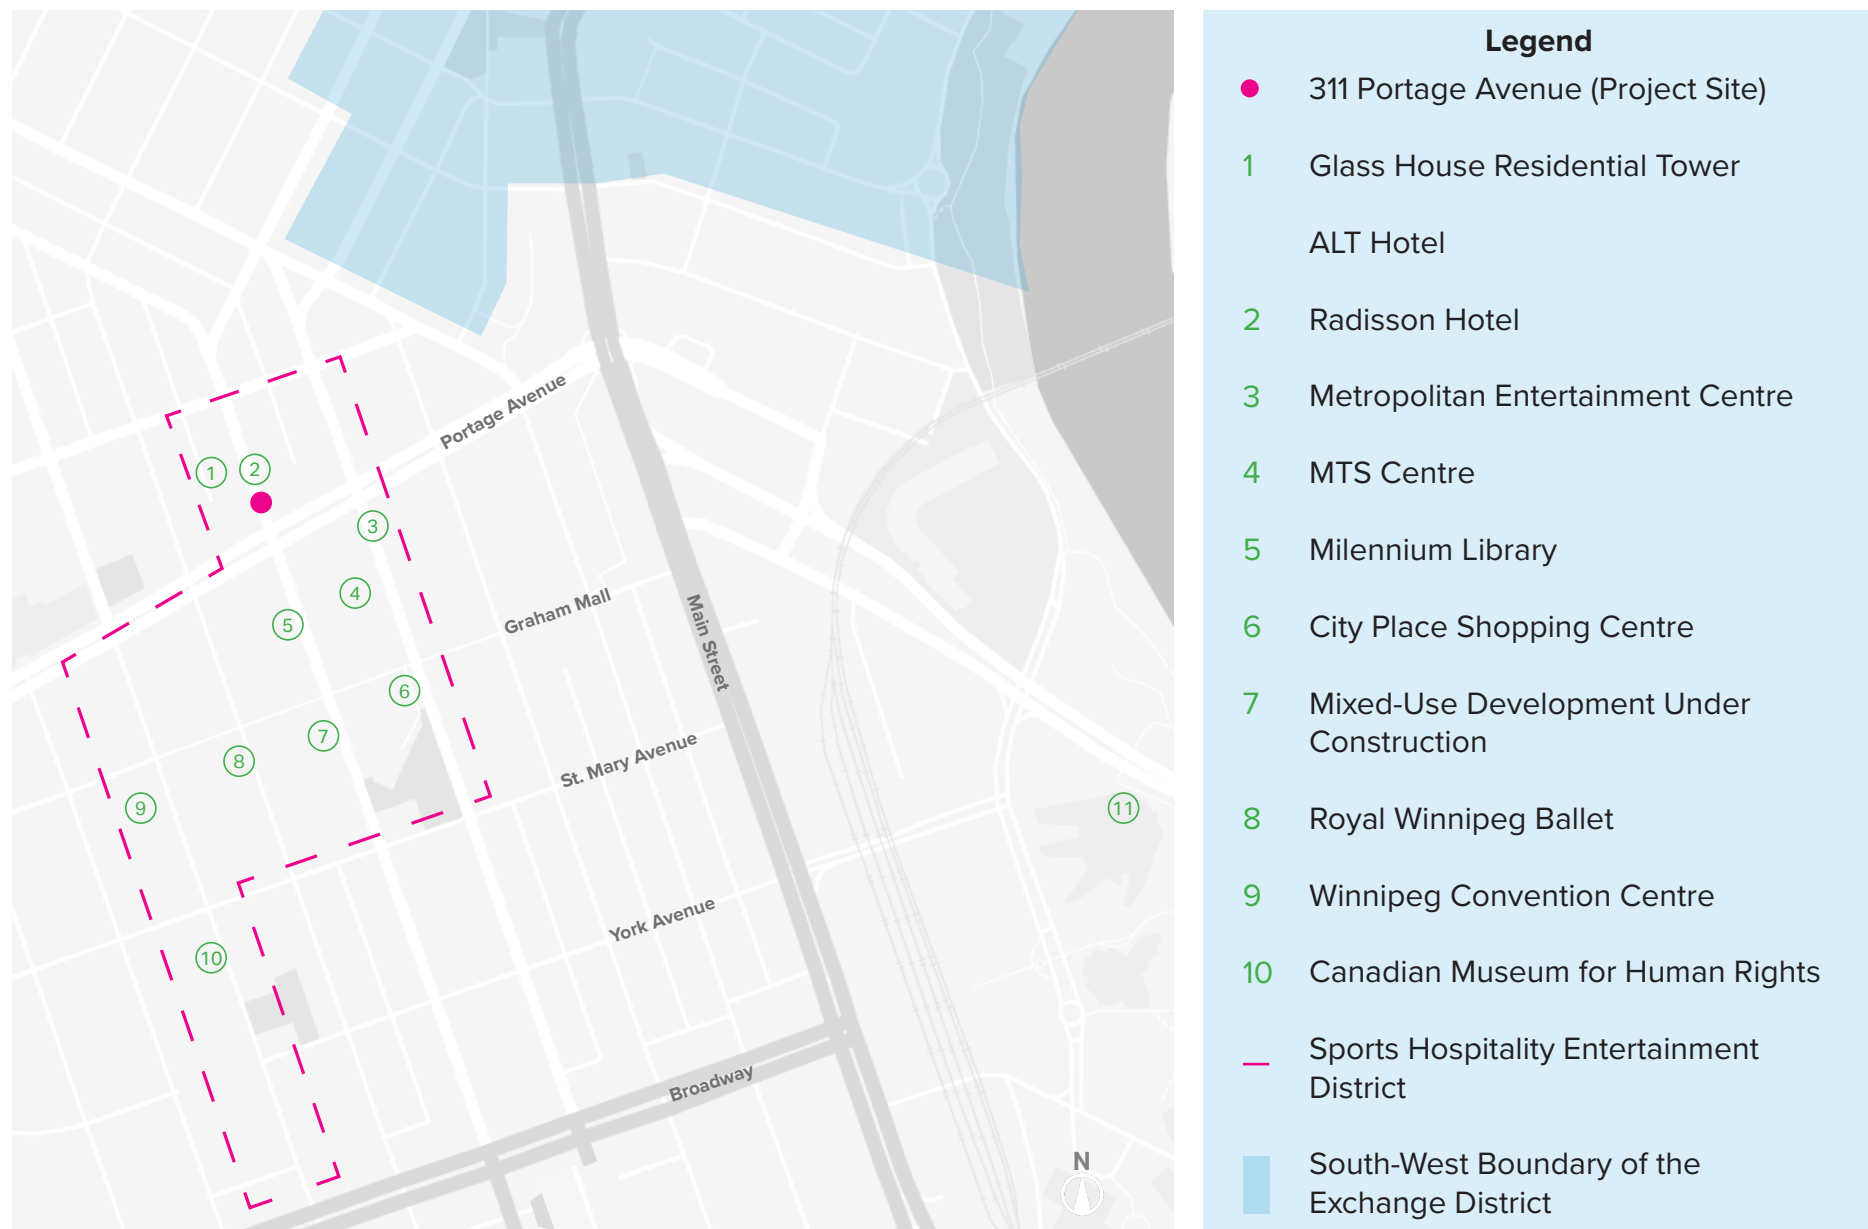 1
2
3
4
5
6
7
8
9
10
11
Portage Avenue
Graham Mall
Main Street
St. Mary Avenue
York Avenue
Broadway
N
Legend
311 Portage Avenue (Project Site)
1 Glass House Residential Tower
ALT Hotel
2 Radisson Hotel
3 Metropolitan Entertainment Centre
4 MTS Centre
5 Milennium Library
6 City Place Shopping Centre
7 Mixed-Use Development Under
Construction
8 Royal Winnipeg Ballet
9 Winnipeg Convention Centre
10 Canadian Museum for Human Rights
Sports Hospitality Entertainment
District
South-West Boundary of the
Exchange District